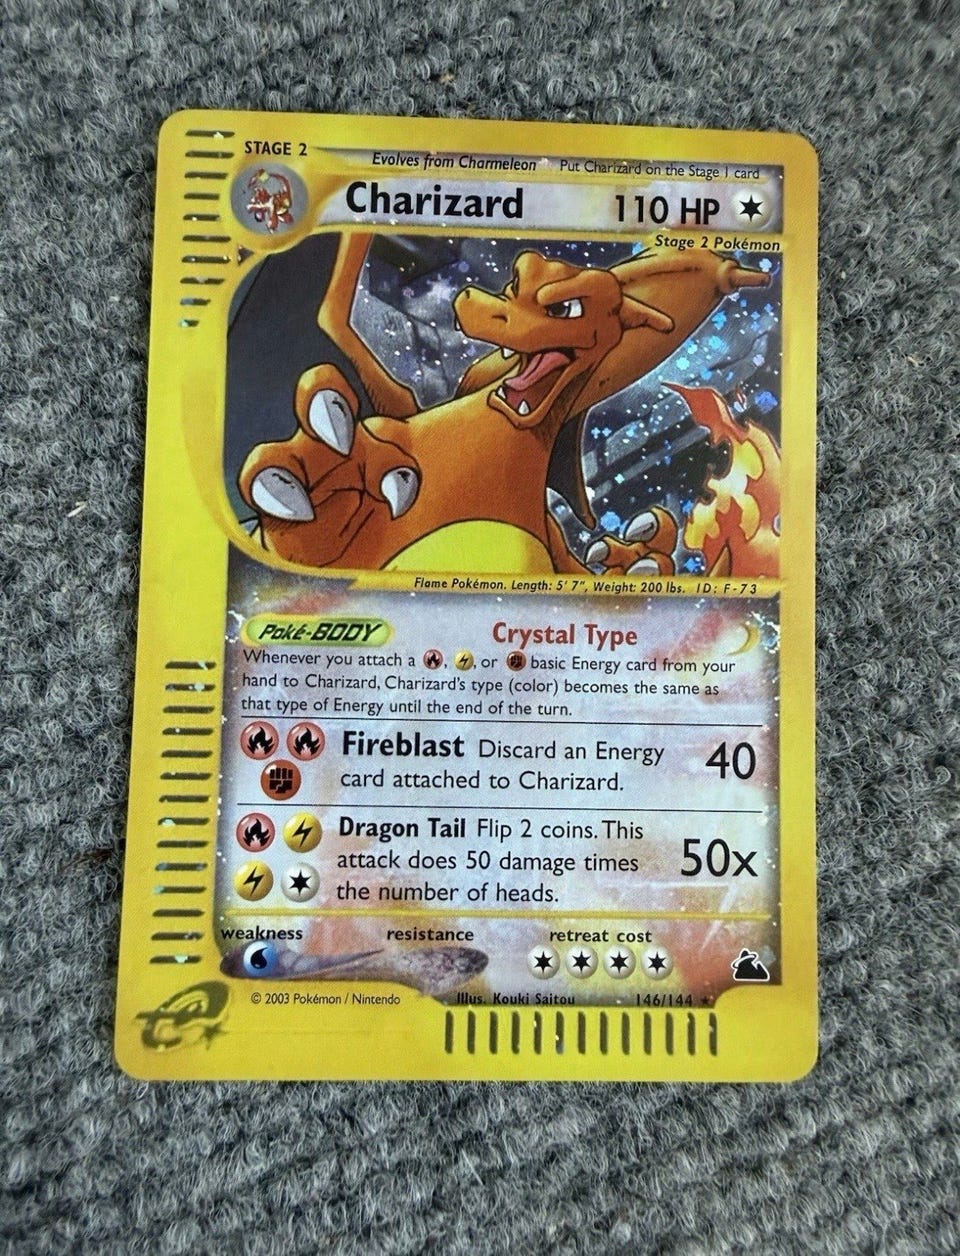 STAGE 2
Evolves from Charmeleon Put Charizard on the Stage 1 card
Charizard 110 HP
Stage 2 Pokémon
Flame Pokémon. Length: 5' 7", Weight: 200 lbs. ID: F-73
Poké-BODY Crystal Type
Whenever you attach a , , or basic Energy card from your
hand to Charizard, Charizard's type (color) becomes the same as
that type of Energy until the end of the turn.
Fireblast Discard an Energy
card attached to Charizard.
40
Dragon Tail Flip 2 coins. This
attack does 50 damage times
the number of heads.
50x
weakness resistance retreat cost
© 2003 Pokémon / Nintendo Illus. Kouki Saitou 146/144 ★